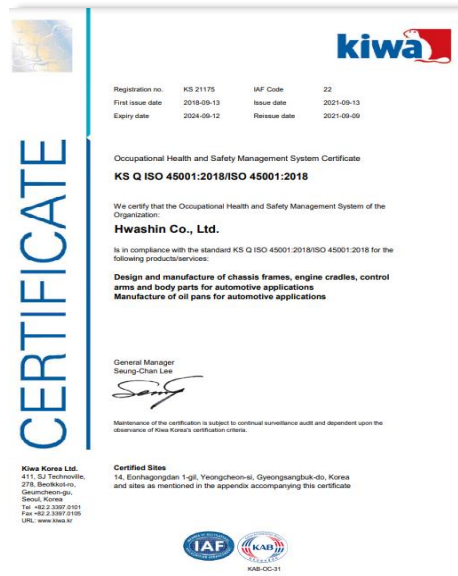 kiwa
Registration no. KS 21175 IAF Code 22
First issue date 2018-09-13 Issue date 2021-09-13
Expiry date 2024-09-12 Reissue date 2021-09-09
CERTIFICATE
Occupational Health and Safety Management System Certificate
KS Q ISO 45001:2018/ISO 45001:2018
We certify that the Occupational Health and Safety Management System of the
Organization:
Hwashin Co., Ltd.
Is in compliance with the standard KS Q ISO 45001:2018/ISO 45001:2018 for the
following products/services:
Design and manufacture of chassis frames, engine cradles, control
arms and body parts for automotive applications
Manufacture of oil pans for automotive applications
General Manager
Seung-Chan Lee
Maintenance of the certification is subject to continual surveillance audit and dependent upon the
observance of Kiwa Korea's certification criteria.
Kiwa Korea Ltd.
411, SJ Technoville,
278, Beotkkot-ro,
Geumcheon-gu,
Seoul, Korea
Tel +82.2.3397.0101
Fax +82.2.3397.0105
URL: www.kiwa.kr
Certified Sites
14, Eonhagongdan 1-gil, Yeongcheon-si, Gyeongsangbuk-do, Korea
and sites as mentioned in the appendix accompanying this certificate
IAF
KAB
KAB-OC-31